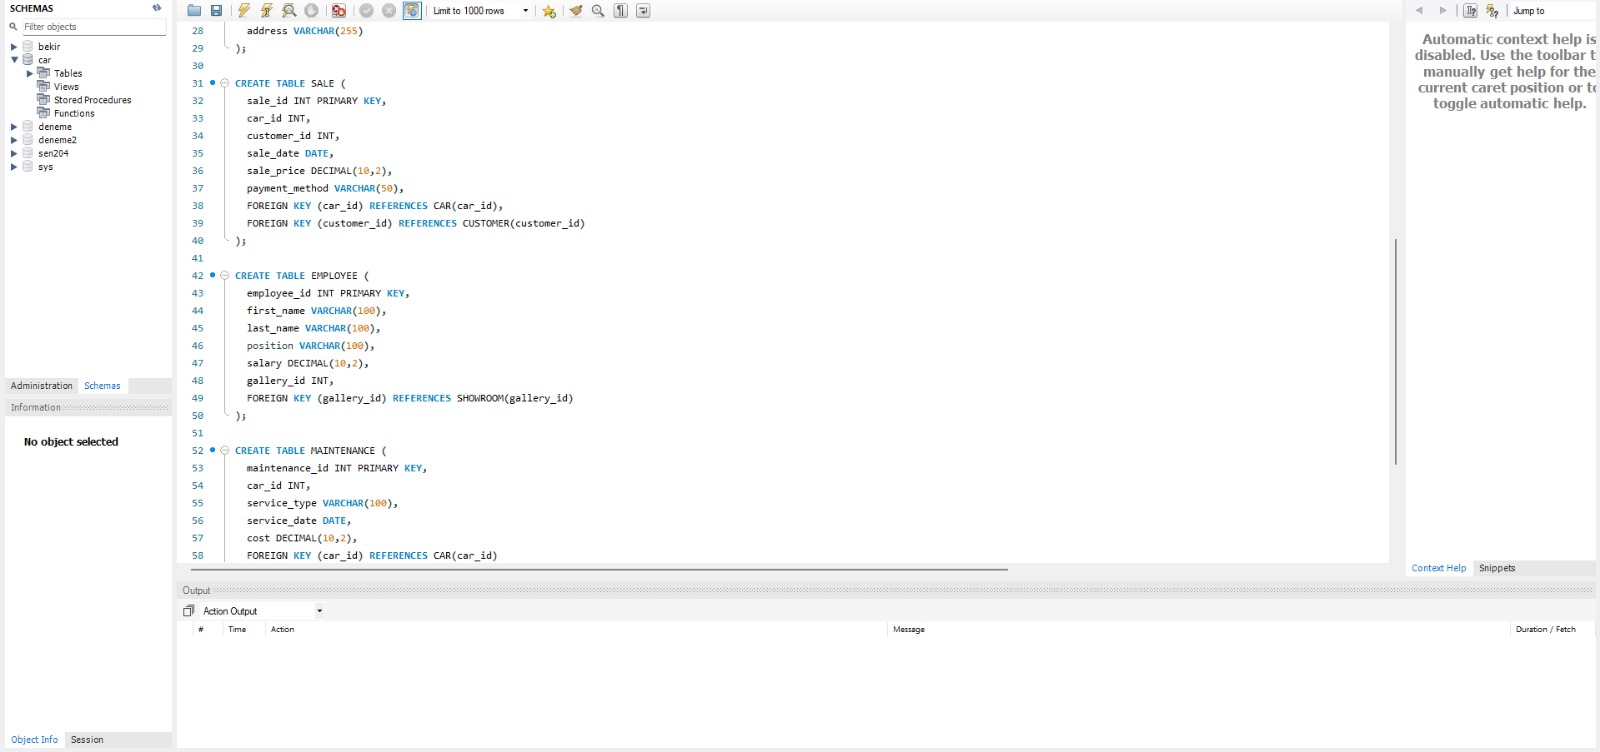 SCHEMAS
Filter objects
bekir
car
Tables
Views
Stored Procedures
Functions
deneme
deneme2
sen204
sys
Administration
Schemas
Information
No object selected
Object Info
Session
Limit to 1000 rows
28 address VARCHAR(255)
29 );
30
31 CREATE TABLE SALE (
32 sale_id INT PRIMARY KEY,
33 car_id INT,
34 customer_id INT,
35 sale_date DATE,
36 sale_price DECIMAL(10,2),
37 payment_method VARCHAR(50),
38 FOREIGN KEY (car_id) REFERENCES CAR(car_id),
39 FOREIGN KEY (customer_id) REFERENCES CUSTOMER(customer_id)
40 );
41
42 CREATE TABLE EMPLOYEE (
43 employee_id INT PRIMARY KEY,
44 first_name VARCHAR(100),
45 last_name VARCHAR(100),
46 position VARCHAR(100),
47 salary DECIMAL(10,2),
48 gallery_id INT,
49 FOREIGN KEY (gallery_id) REFERENCES SHOWROOM(gallery_id)
50 );
51
52 CREATE TABLE MAINTENANCE (
53 maintenance_id INT PRIMARY KEY,
54 car_id INT,
55 service_type VARCHAR(100),
56 service_date DATE,
57 cost DECIMAL(10,2),
58 FOREIGN KEY (car_id) REFERENCES CAR(car_id)
Output
Action Output
# Time Action Message Duration / Fetch
Jump to
Automatic context help is
disabled. Use the toolbar t
manually get help for the
current caret position or to
toggle automatic help.
Context Help
Snippets